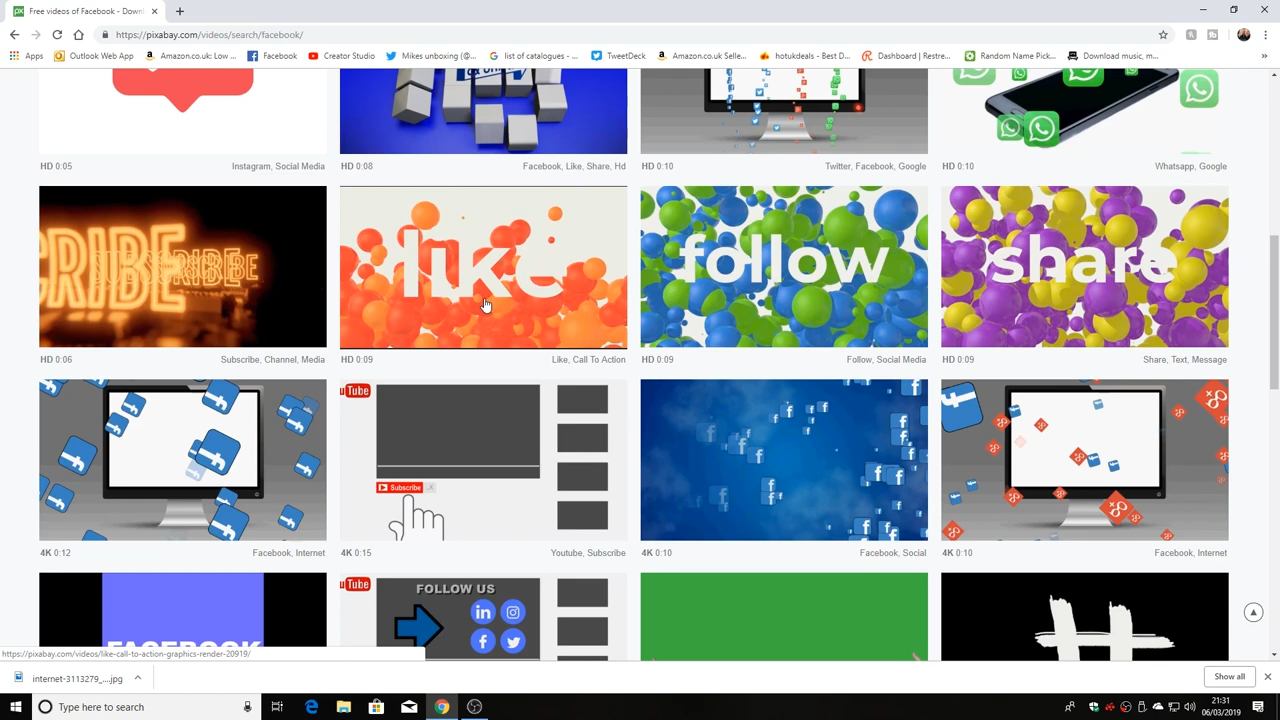 Free videos of Facebook - Down
https://pixabay.com/videos/search/facebook/
Apps
Outlook Web App
Amazon.co.uk: Low ...
Facebook
Creator Studio
Mikes unboxing (@...
list of catalogues - ...
TweetDeck
Amazon.co.uk Selle...
hotukdeals - Best D...
Dashboard | Restre...
Random Name Pick...
Download music, m...
HD 0:05 Instagram, Social Media
HD 0:08 Facebook, Like, Share, Hd
HD 0:10 Twitter, Facebook, Google
HD 0:10 Whatsapp, Google
CRIBE SUBSCRIBE
like
follow
share
HD 0:06 Subscribe, Channel, Media
HD 0:09 Like, Call To Action
HD 0:09 Follow, Social Media
HD 0:09 Share, Text, Message
u Tube
Subscribe
4K 0:12 Facebook, Internet
4K 0:15 Youtube, Subscribe
4K 0:10 Facebook, Social
4K 0:10 Facebook, Internet
FACEBOOK
u Tube
FOLLOW US
https://pixabay.com/videos/like-call-to-action-graphics-render-20919/
internet-3113279_....jpg
Show all
Type here to search
21:31
06/03/2019